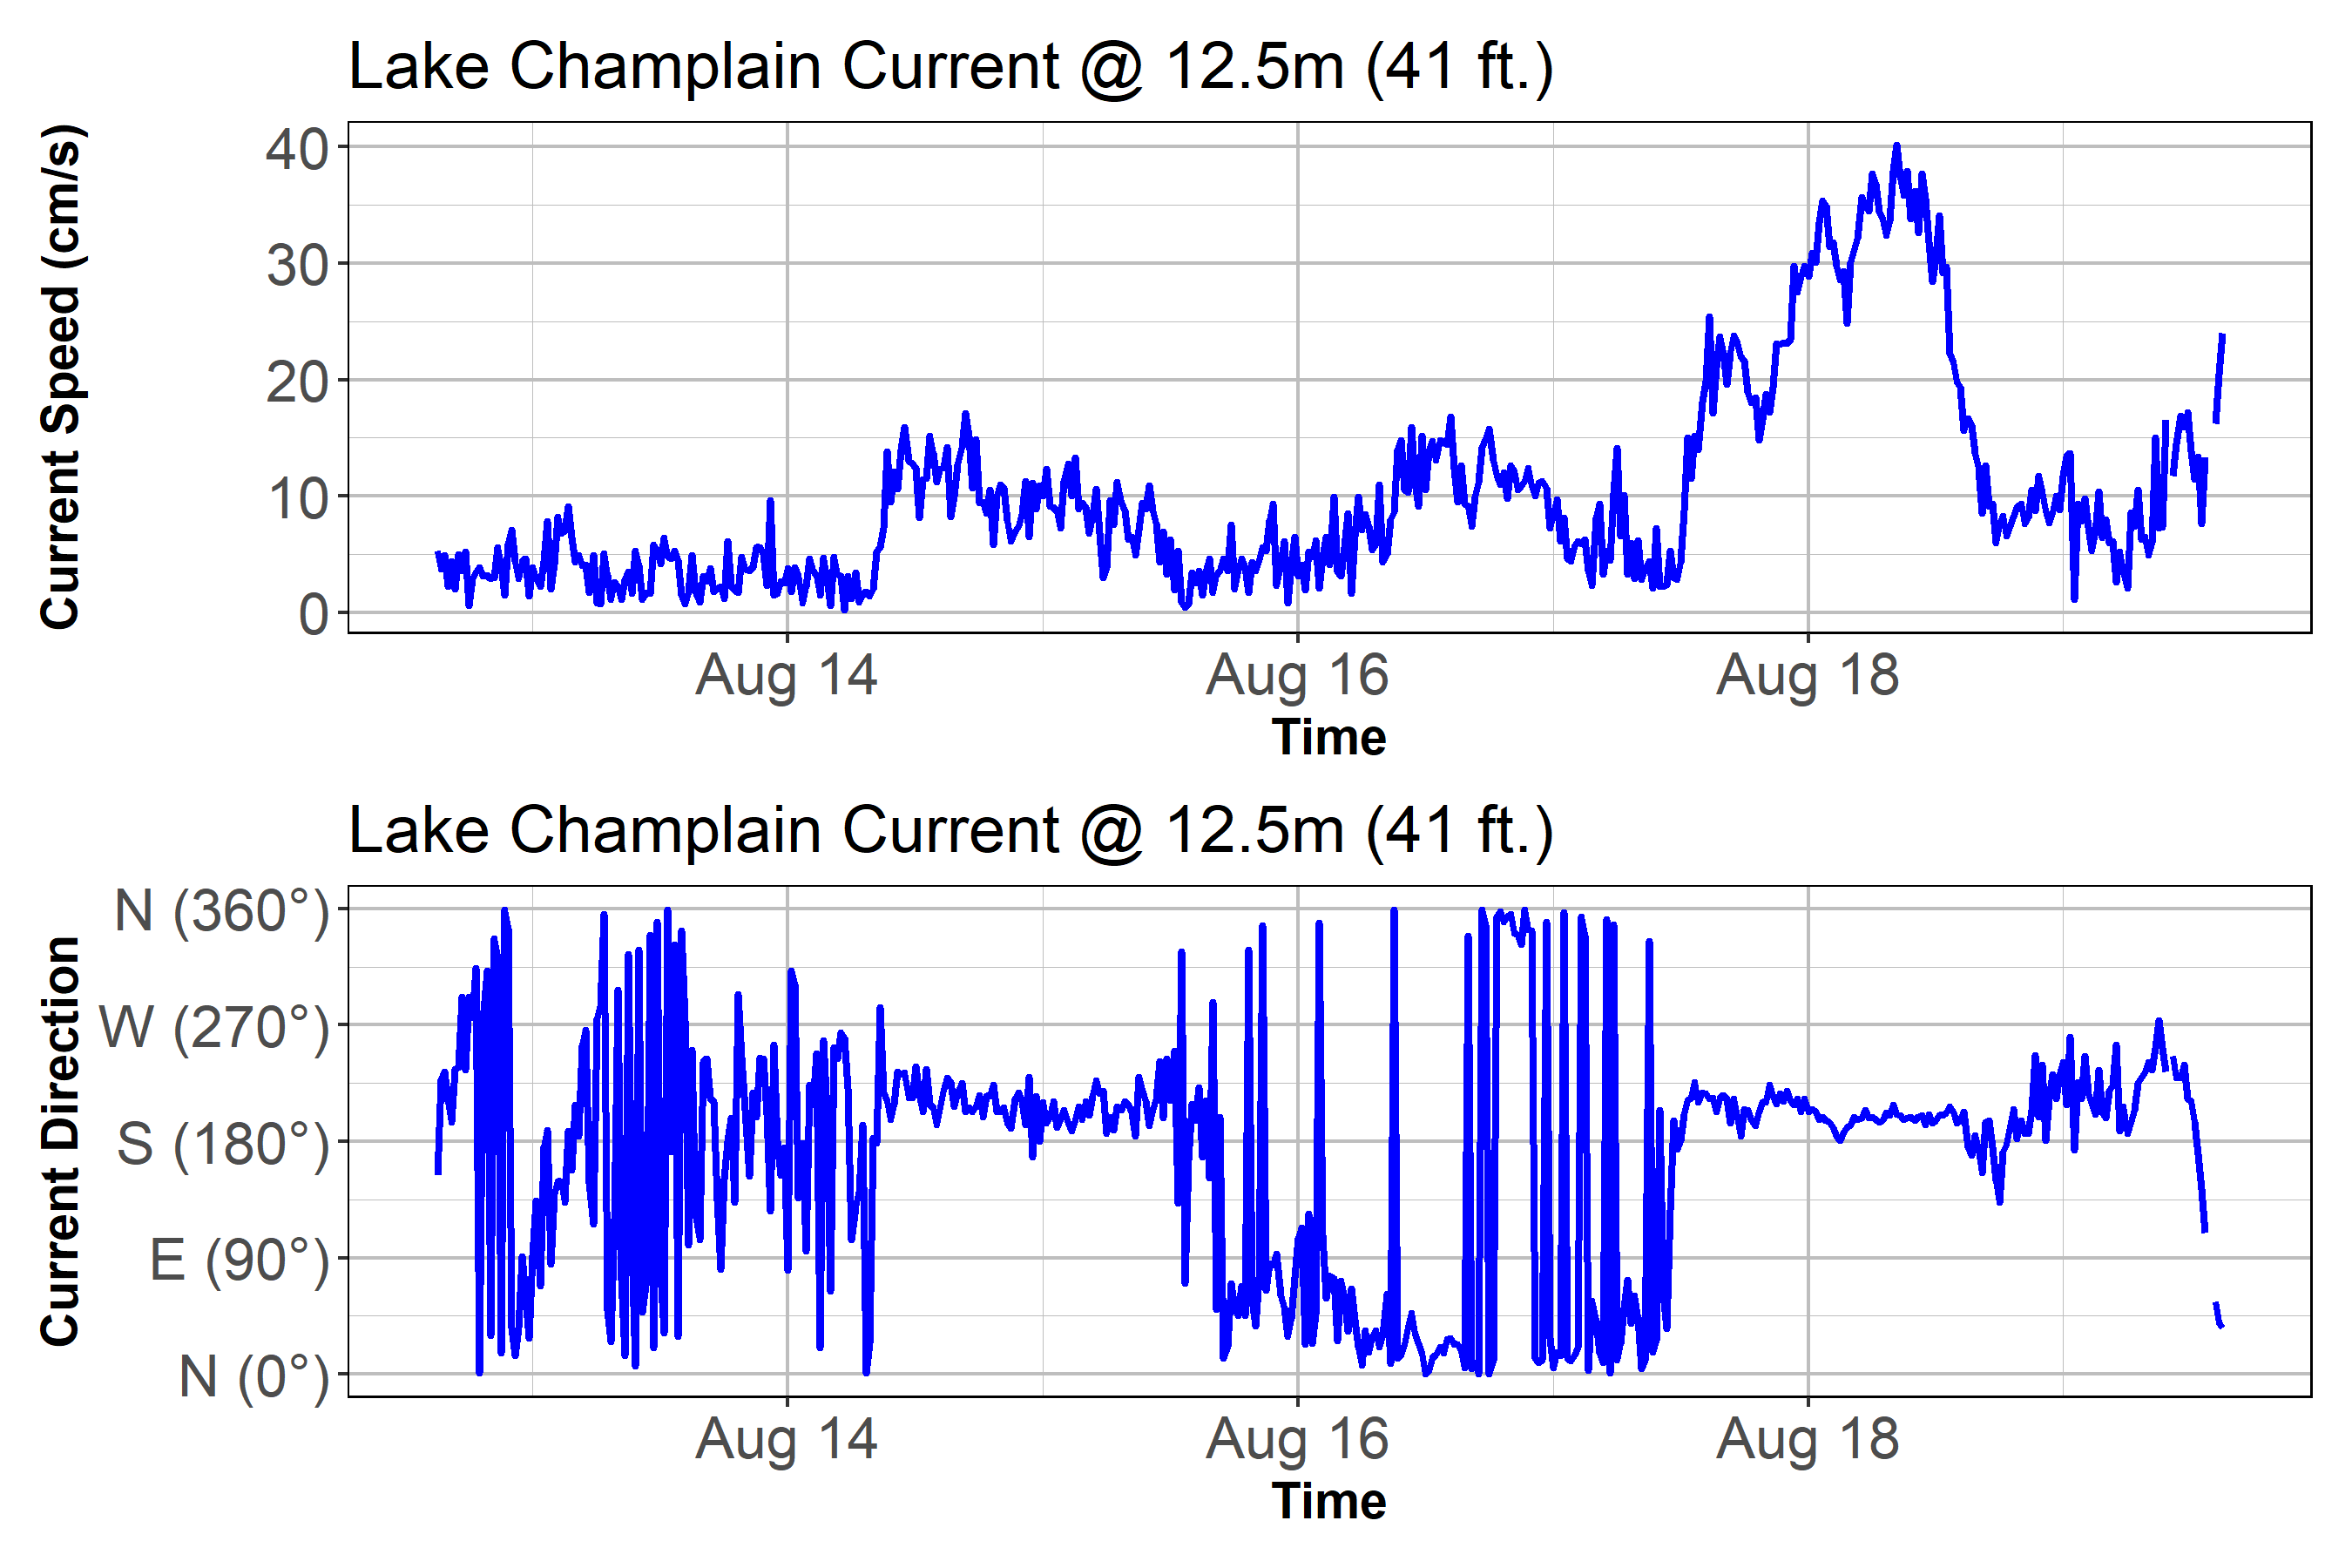 Lake Champlain Current @ 12.5m (41 ft.)
Current Speed (cm/s)
40
30
20
10
0
Aug 14 Aug 16 Aug 18
Time
Lake Champlain Current @ 12.5m (41 ft.)
Current Direction
N (360°)
W (270°)
S (180°)
E (90°)
N (0°)
Aug 14 Aug 16 Aug 18
Time